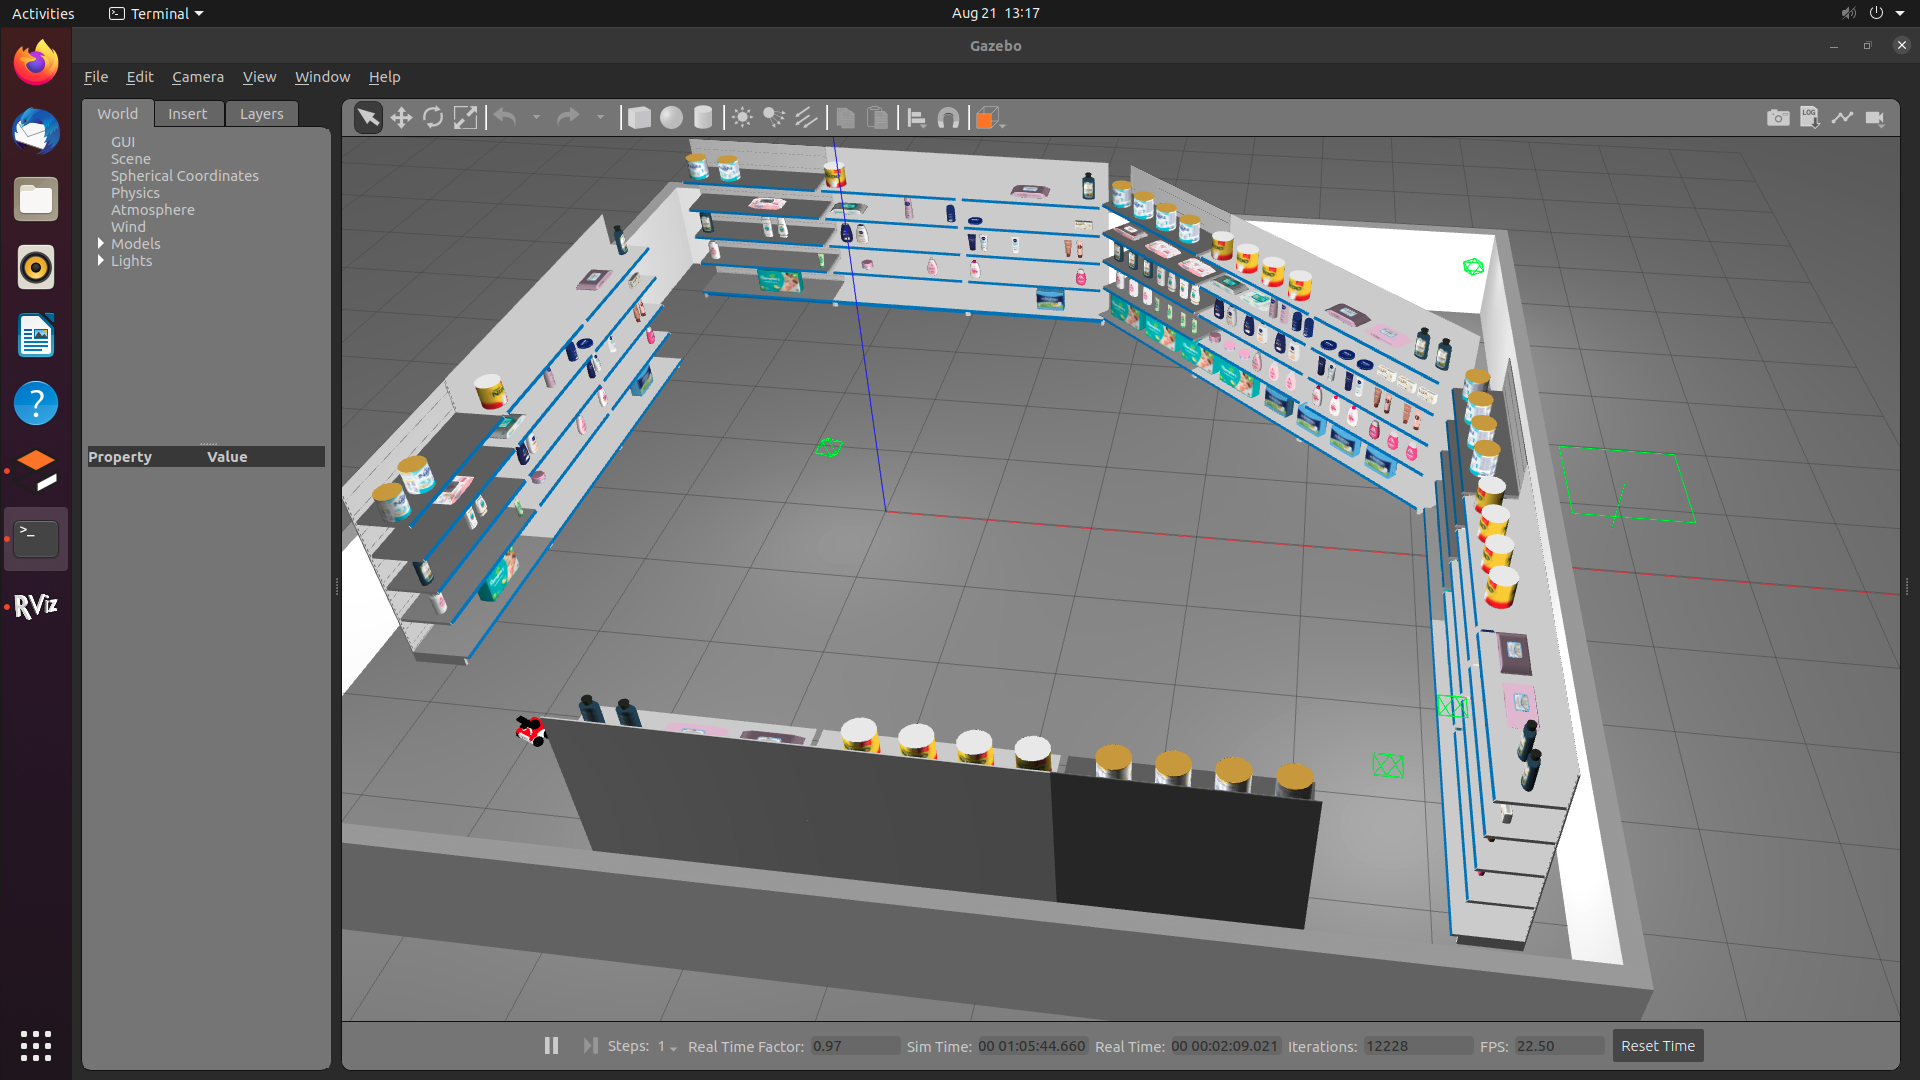 Activities
Terminal
Aug 21 13:17
Gazebo
File Edit Camera View Window Help
World Insert Layers
LOG
GUI
Scene
Spherical Coordinates
Physics
Atmosphere
Wind
Models
Lights
Property Value
RViz
Steps: 1 Real Time Factor: 0.97 Sim Time: 00 01:05:44.660 Real Time: 00 00:02:09.021 Iterations: 12228 FPS: 22.50 Reset Time